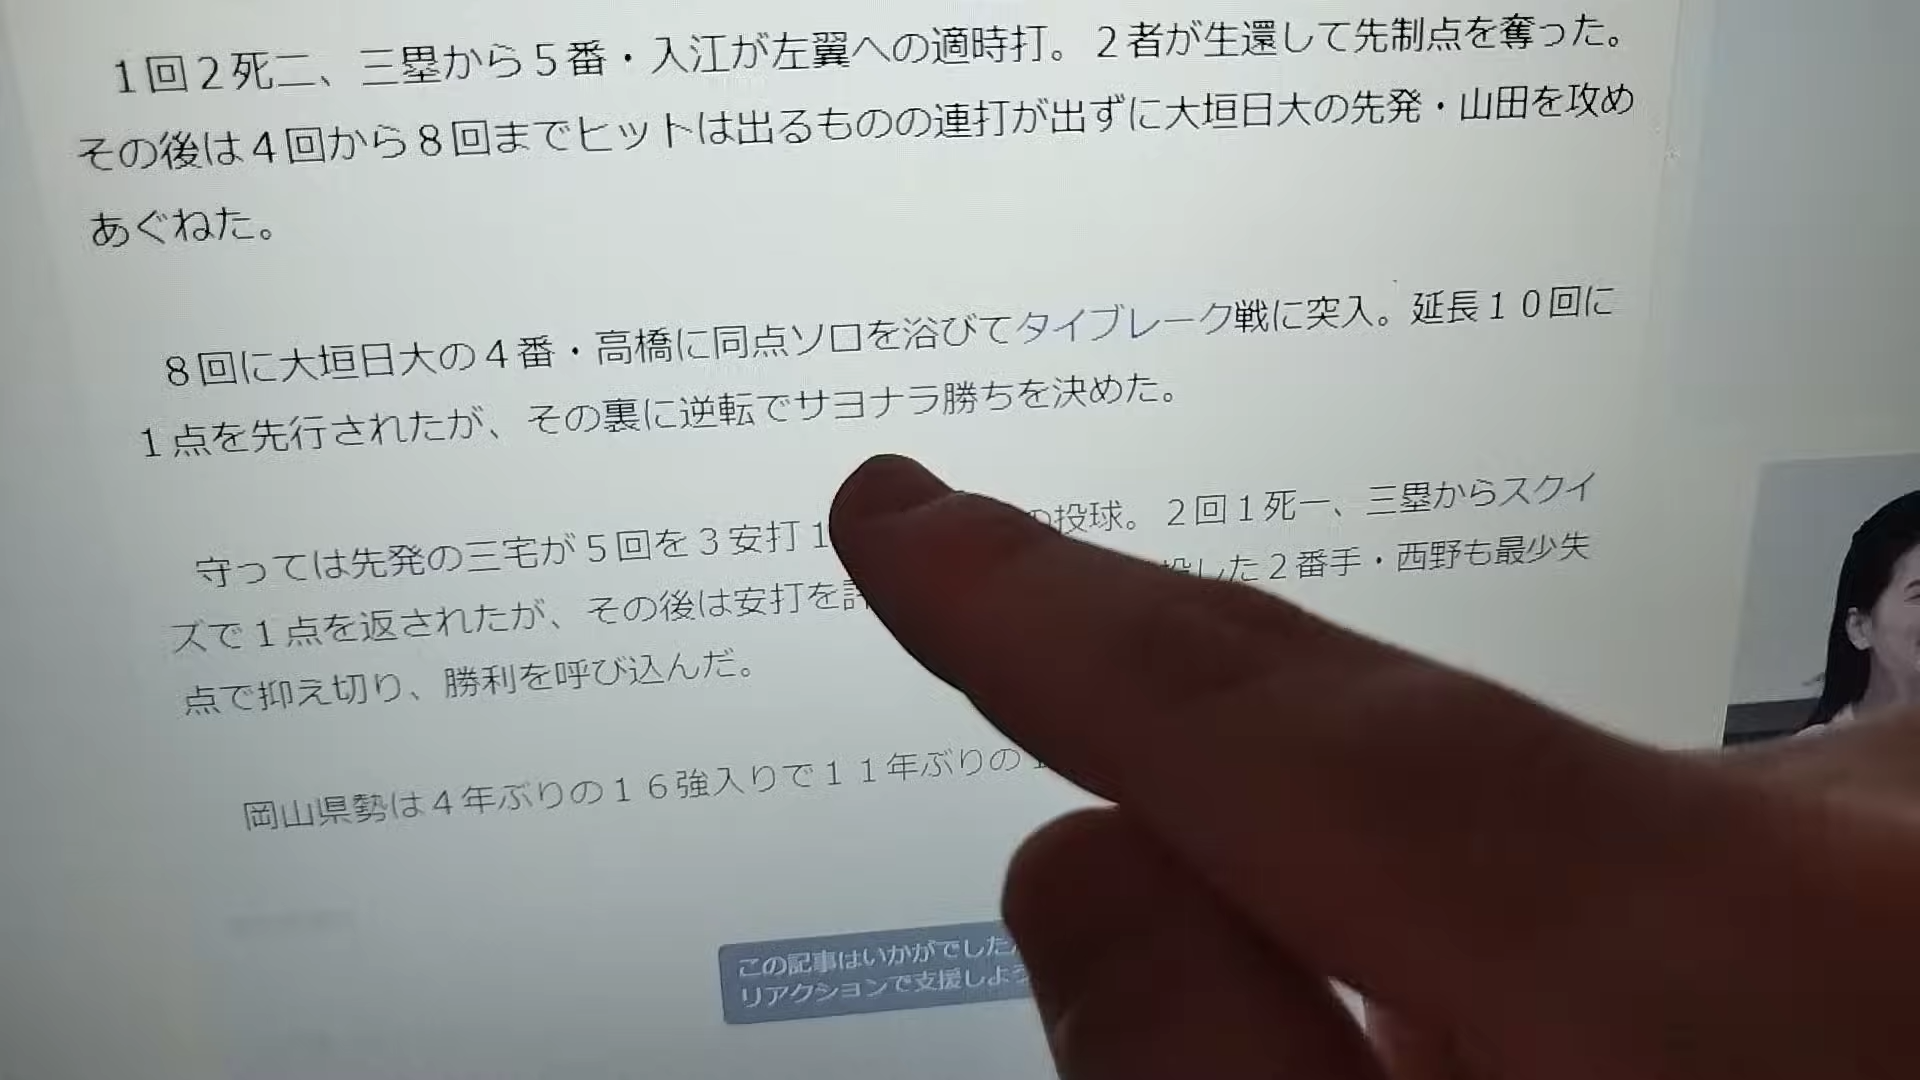 １回２死二、三塁から５番・入江が左翼への適時打。２者が生還して先制点を奪った。
その後は４回から８回までヒットは出るものの連打が出ずに大垣日大の先発・山田を攻め
あぐねた。
８回に大垣日大の４番・高橋に同点ソロを浴びてタイブレーク戦に突入。延長１０回に
１点を先行されたが、その裏に逆転でサヨナラ勝ちを決めた。
守っては先発の三宅が５回を３安打１ の投球。２回１死一、三塁からスクイ
ズで１点を返されたが、その後は安打を した２番手・西野も最少失
点で抑え切り、勝利を呼び込んだ。
岡山県勢は４年ぶりの１６強入りで１１年ぶりの
この記事はいかがでした
リアクションで支援しよう